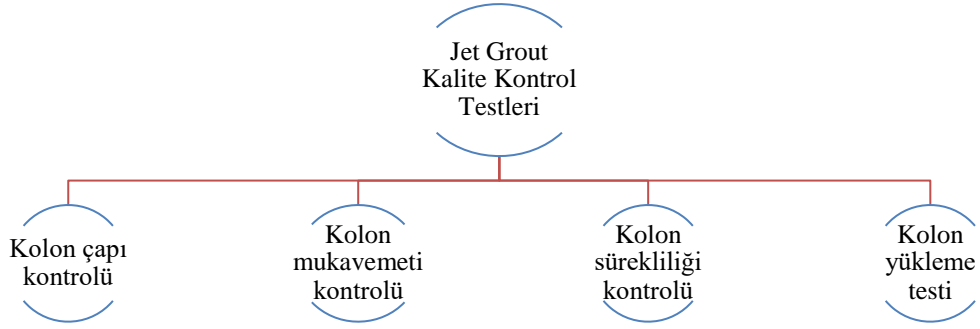 Jet Grout
Kalite Kontrol
Testleri
Kolon çapı
kontrolü
Kolon
mukavemeti
kontrolü
Kolon
sürekliliği
kontrolü
Kolon
yükleme
testi